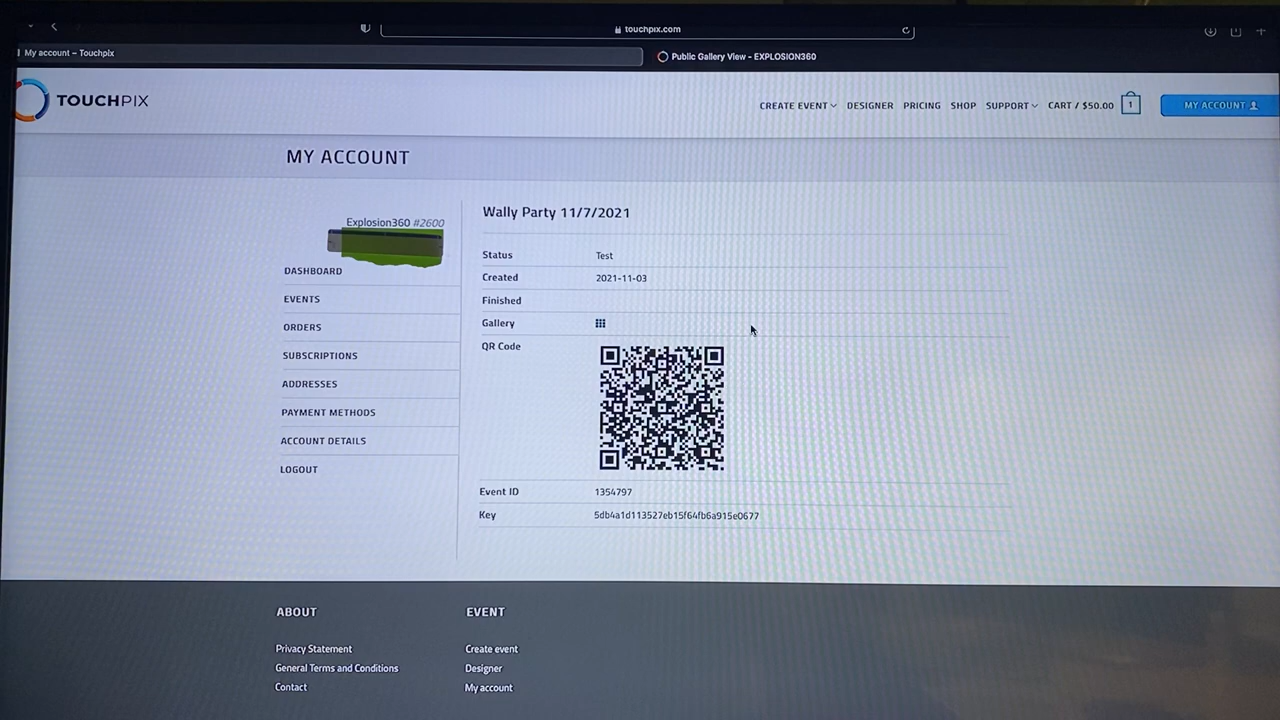 touchpix.com
My account – Touchpix
Public Gallery View - EXPLOSION360
TOUCHPIX
CREATE EVENT DESIGNER PRICING SHOP SUPPORT CART / $50.00 1 MY ACCOUNT
MY ACCOUNT
Explosion360 #2600
DASHBOARD
EVENTS
ORDERS
SUBSCRIPTIONS
ADDRESSES
PAYMENT METHODS
ACCOUNT DETAILS
LOGOUT
Wally Party 11/7/2021
Status Test
Created 2021-11-03
Finished
Gallery
QR Code
Event ID 1354797
Key 5db4a1d113527eb15f64fb6a915e0677
ABOUT
Privacy Statement
General Terms and Conditions
Contact
EVENT
Create event
Designer
My account